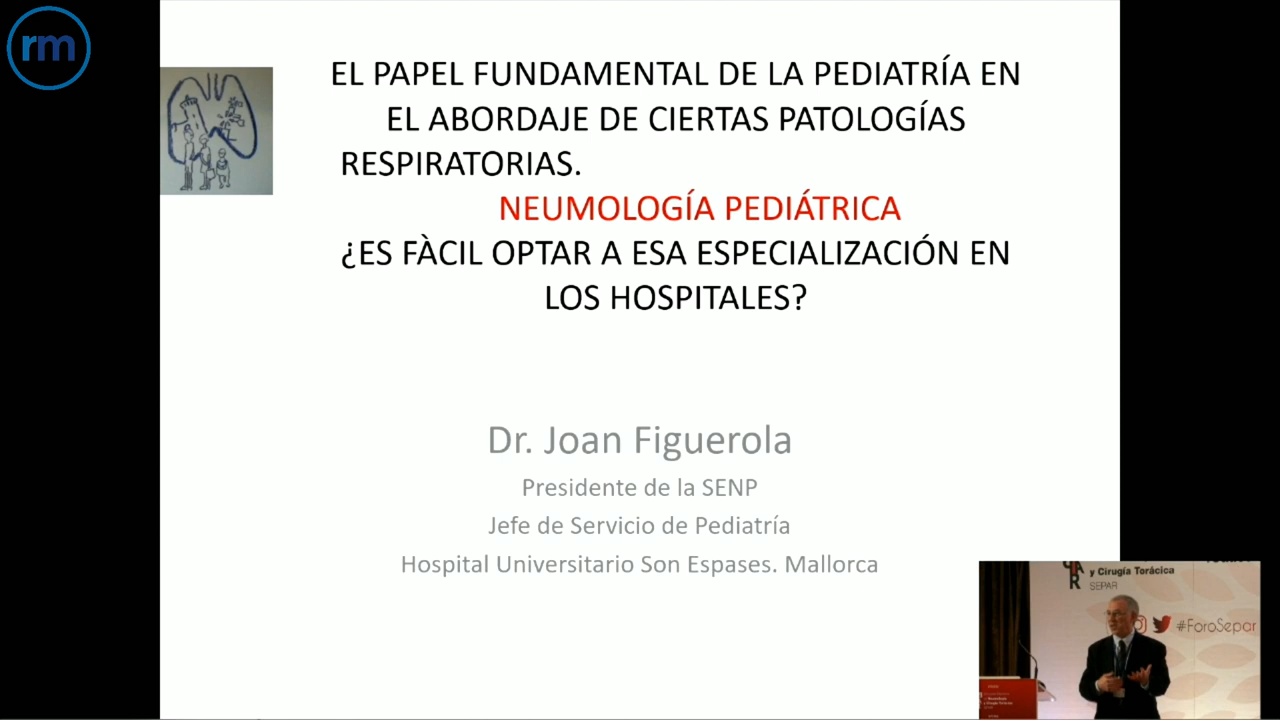 rm
EL PAPEL FUNDAMENTAL DE LA PEDIATRÍA EN
EL ABORDAJE DE CIERTAS PATOLOGÍAS
RESPIRATORIAS.
NEUMOLOGÍA PEDIÁTRICA
¿ES FÀCIL OPTAR A ESA ESPECIALIZACIÓN EN
LOS HOSPITALES?
Dr. Joan Figuerola
Presidente de la SENP
Jefe de Servicio de Pediatría
Hospital Universitario Son Espases. Mallorca
y Cirugía Torácica
SEPAR
#ForoSepar